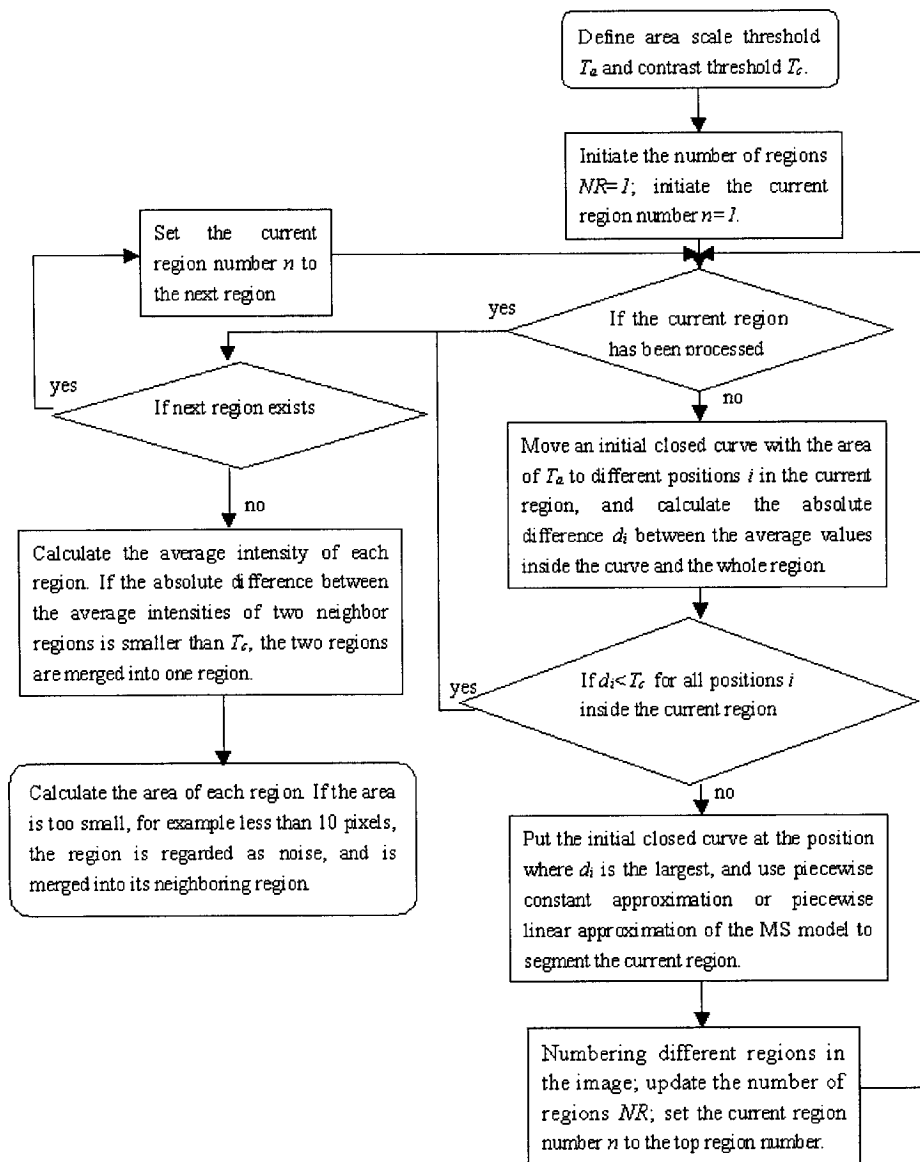 Define area scale threshold
Ta and contrast threshold Tc.
Initiate the number of regions
NR=1; initiate the current
region number n=1.
Set the current
region number n to
the next region
yes
If the current region
has been processed
yes
If next region exists
no
Move an initial closed curve with the area
of Ta to different positions i in the current
region, and calculate the absolute
difference di between the average values
inside the curve and the whole region
no
Calculate the average intensity of each
region. If the absolute difference between
the average intensities of two neighbor
regions is smaller than Tc, the two regions
are merged into one region.
yes
If di<Tc for all positions i
inside the current region
no
Calculate the area of each region. If the area
is too small, for example less than 10 pixels,
the region is regarded as noise, and is
merged into its neighboring region
Put the initial closed curve at the position
where di is the largest, and use piecewise
constant approximation or piecewise
linear approximation of the MS model to
segment the current region.
Numbering different regions in
the image; update the number of
regions NR; set the current region
number n to the top region number.